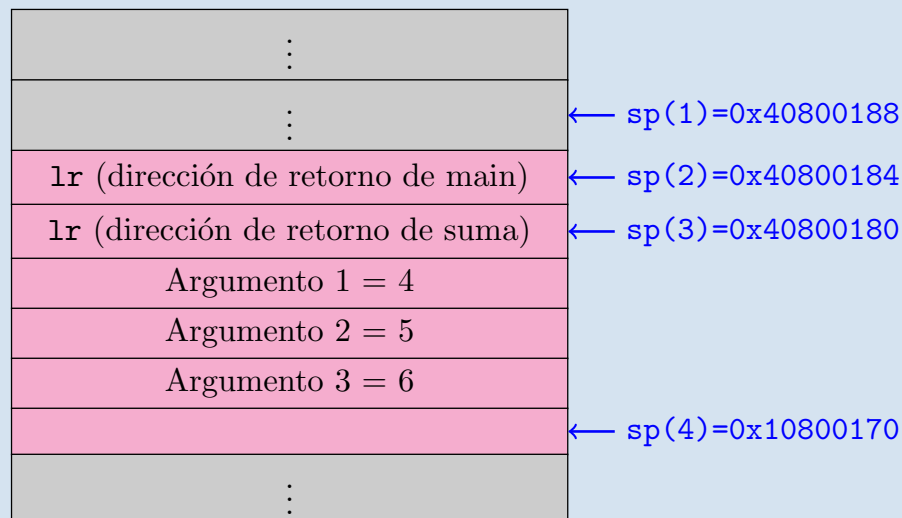 ⋮
⋮
← sp(1)=0x40800188
lr (dirección de retorno de main) ← sp(2)=0x40800184
lr (dirección de retorno de suma) ← sp(3)=0x40800180
Argumento 1 = 4
Argumento 2 = 5
Argumento 3 = 6
← sp(4)=0x10800170
⋮